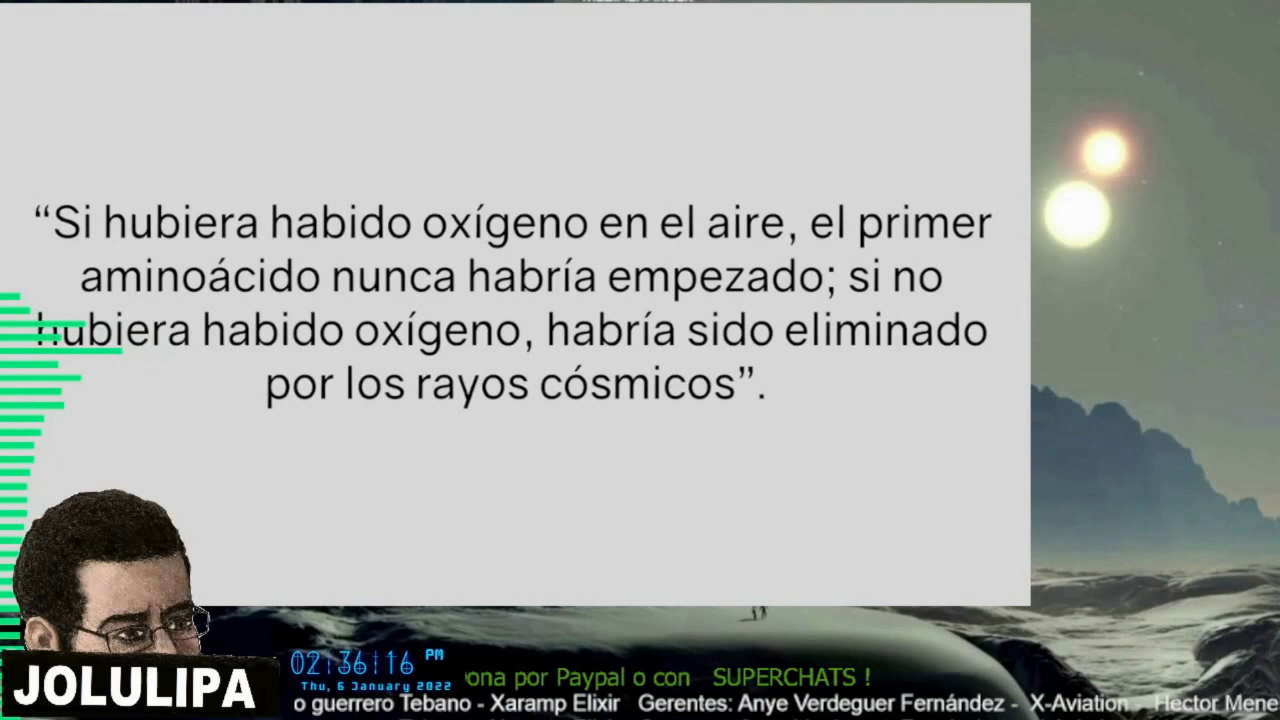 “Si hubiera habido oxígeno en el aire, el primer
aminoácido nunca habría empezado; si no
hubiera habido oxígeno, habría sido eliminado
por los rayos cósmicos”.
JOLULIPA
02:36:16 PM
Thu, 6 January 2022
ona por Paypal o con SUPERCHATS !
o guerrero Tebano - Xaramp Elixir Gerentes: Anye Verdeguer Fernández - X-Aviation - Hector Mene